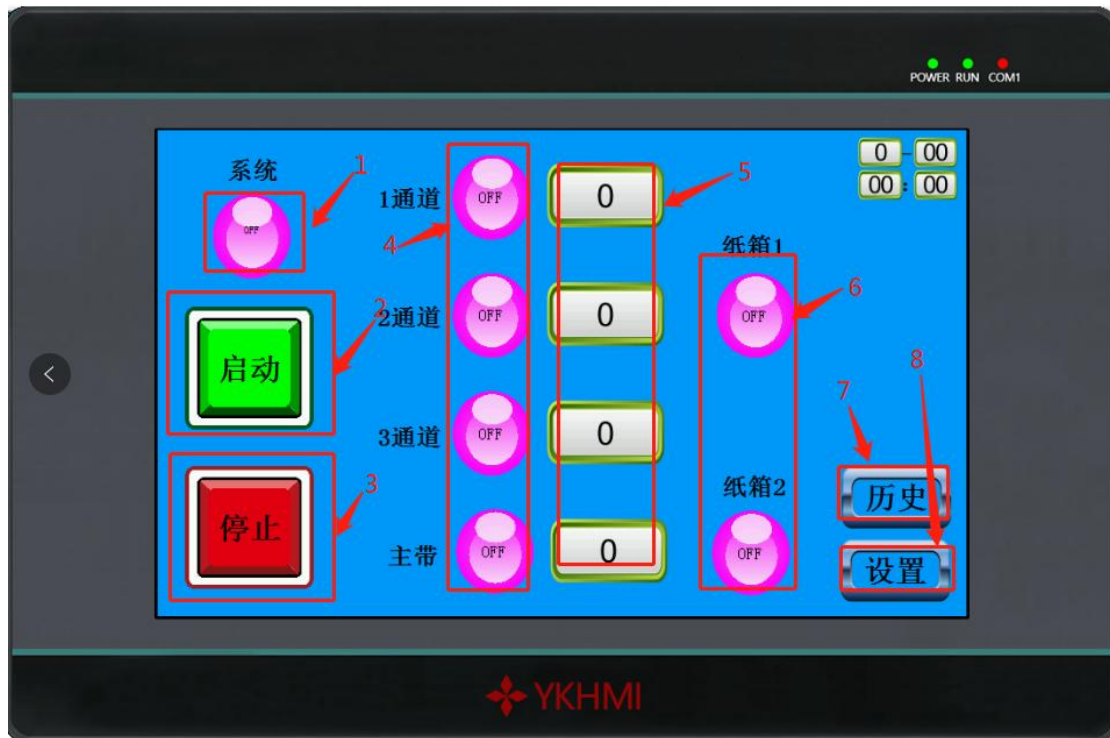 POWER RUN COM1
系统
OFF
1
启动
2
停止
3
1通道
OFF
0
4
5
2通道
OFF
0
3通道
OFF
0
主带
OFF
0
0 - 00
00 : 00
纸箱1
OFF
6
纸箱2
OFF
7
历史
8
设置
YKHMI